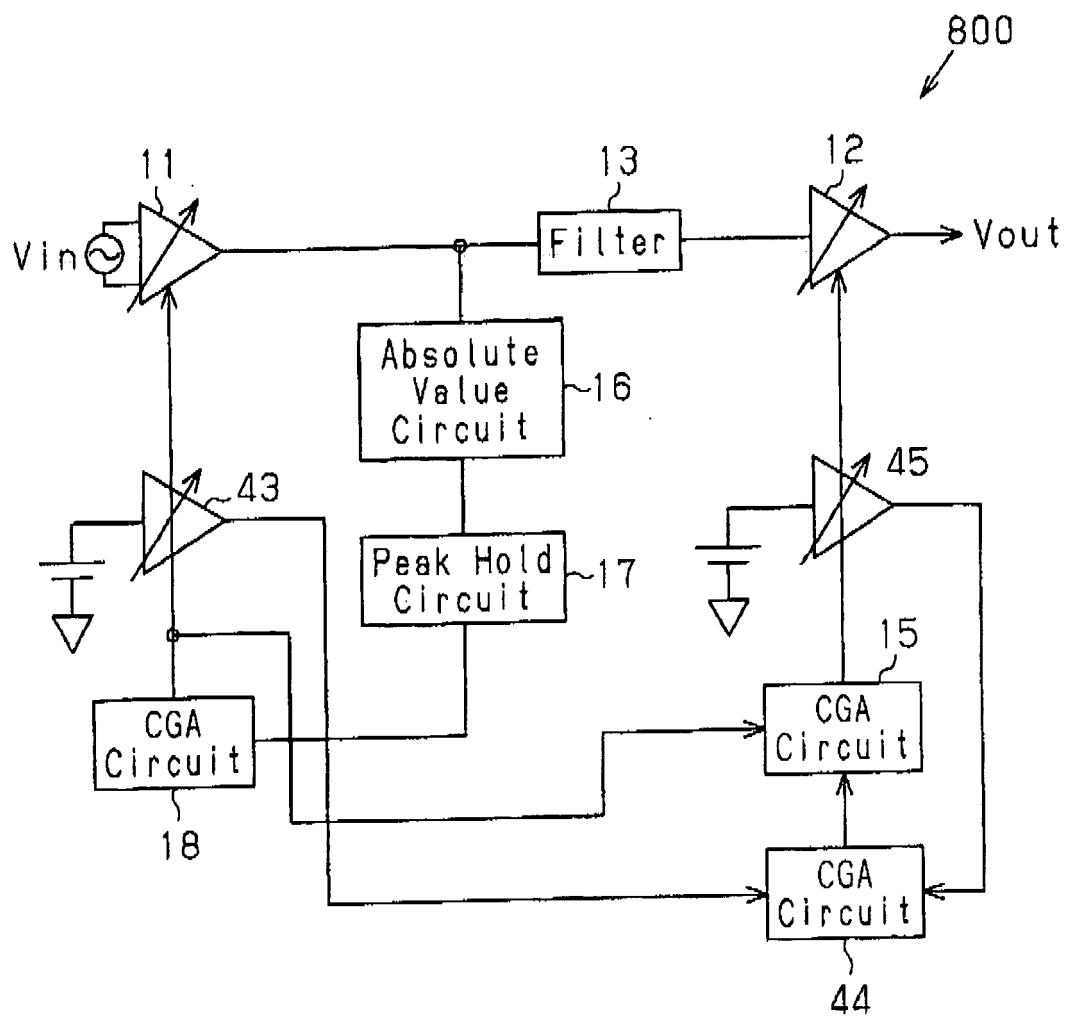 800
11
13
12
Vin
Filter
Vout
Absolute
Value
Circuit
16
43
45
Peak Hold
Circuit
17
15
CGA
Circuit
CGA
Circuit
18
CGA
Circuit
44